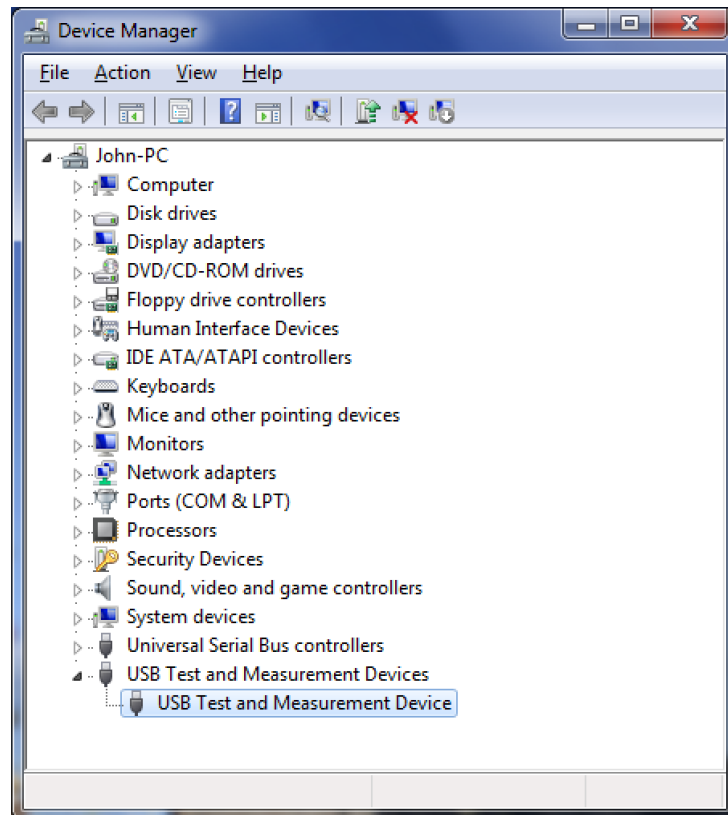 Device Manager
File Action View Help
John-PC
Computer
Disk drives
Display adapters
DVD/CD-ROM drives
Floppy drive controllers
Human Interface Devices
IDE ATA/ATAPI controllers
Keyboards
Mice and other pointing devices
Monitors
Network adapters
Ports (COM & LPT)
Processors
Security Devices
Sound, video and game controllers
System devices
Universal Serial Bus controllers
USB Test and Measurement Devices
USB Test and Measurement Device